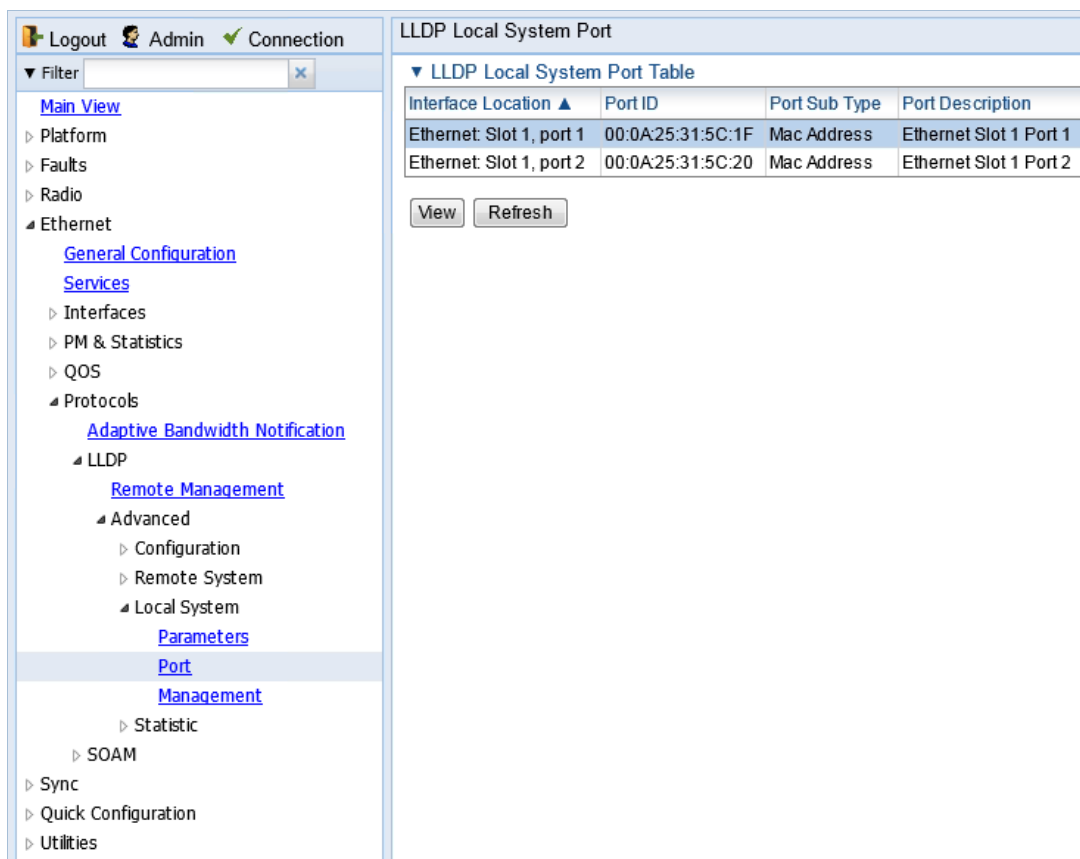 Logout Admin Connection
Filter
Main View
Platform
Faults
Radio
Ethernet
General Configuration
Services
Interfaces
PM & Statistics
QOS
Protocols
Adaptive Bandwidth Notification
LLDP
Remote Management
Advanced
Configuration
Remote System
Local System
Parameters
Port
Management
Statistic
SOAM
Sync
Quick Configuration
Utilities
LLDP Local System Port
▼ LLDP Local System Port Table
Interface Location ▲ Port ID Port Sub Type Port Description
Ethernet: Slot 1, port 1 00:0A:25:31:5C:1F Mac Address Ethernet Slot 1 Port 1
Ethernet: Slot 1, port 2 00:0A:25:31:5C:20 Mac Address Ethernet Slot 1 Port 2
View Refresh